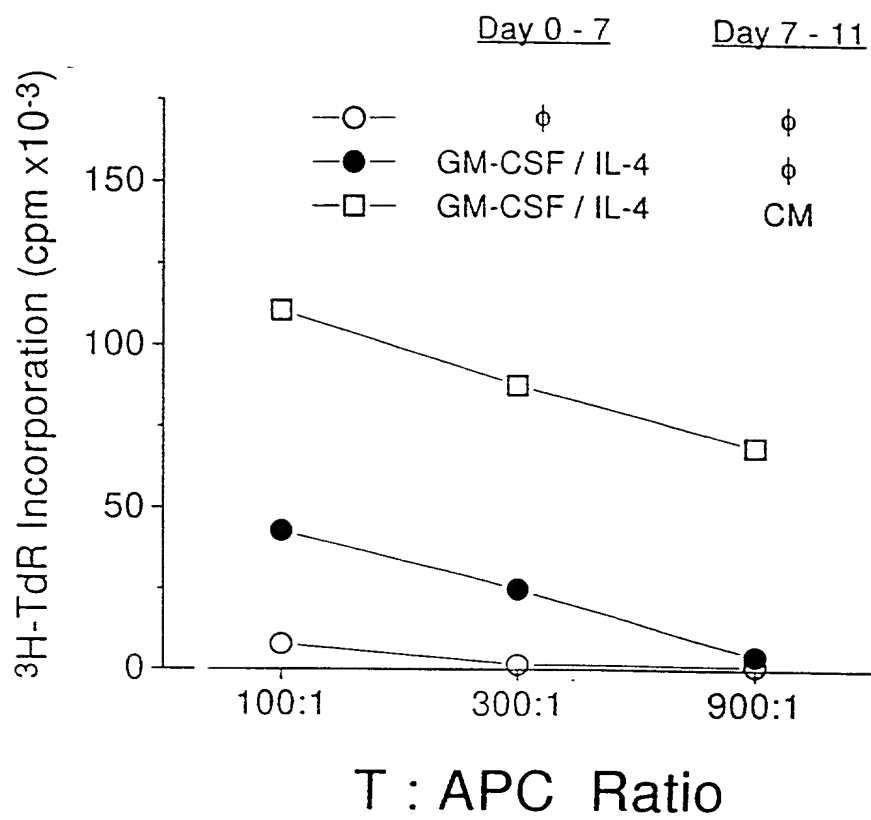 Day 0 - 7 Day 7 - 11
ϕ ϕ
GM-CSF / IL-4 ϕ
GM-CSF / IL-4 CM
³H-TdR Incorporation (cpm x10⁻³)
150
100
50
0
100:1 300:1 900:1
T : APC Ratio